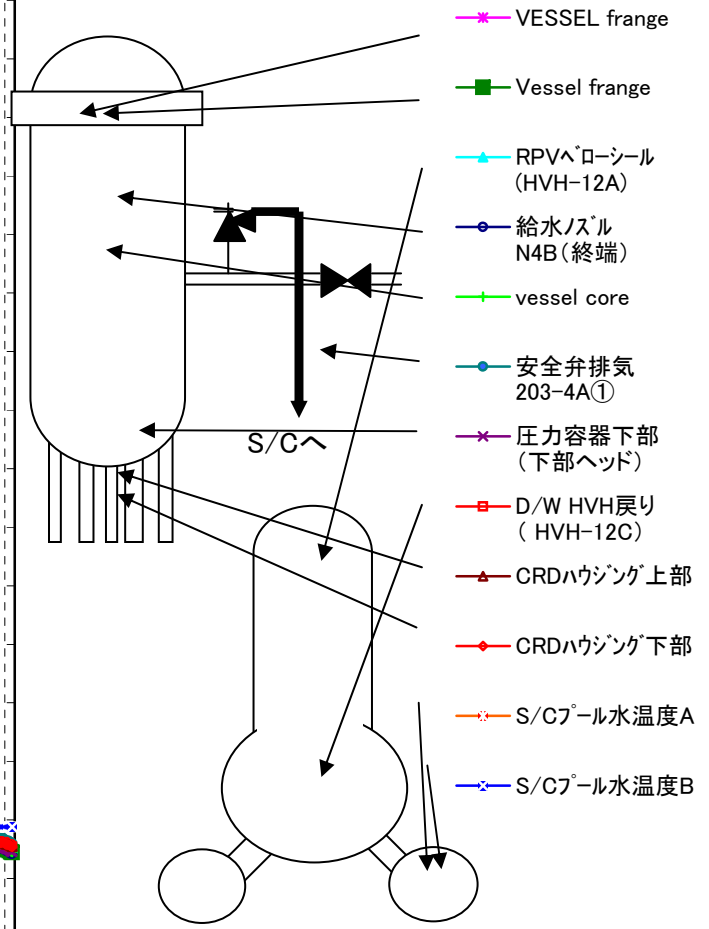 VESSEL frange
Vessel frange
RPVﾍﾞﾛｰｼｰﾙ
(HVH-12A)
給水ﾉｽﾞﾙ
N4B(終端)
vessel core
安全弁排気
203-4A①
圧力容器下部
(下部ヘッド)
D/W HVH戻り
( HVH-12C)
CRDﾊｳｼﾞﾝｸﾞ上部
CRDﾊｳｼﾞﾝｸﾞ下部
S/Cﾌﾟｰﾙ水温度A
S/Cﾌﾟｰﾙ水温度B
S/Cへ